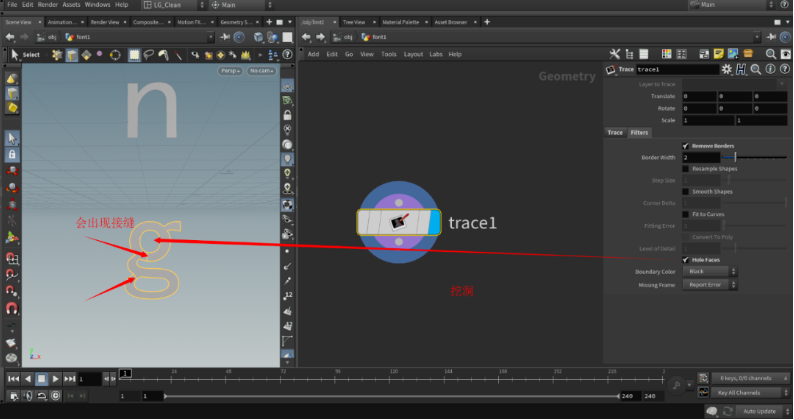 File Edit Render Assets Windows Help LG_Clean Main Main
Scene View Animation... Render View Composite... Motion FX... Geometry S...
/obj/font1 Tree View Material Palette Asset Browser
obj font1
obj font1
Select
Add Edit Go View Tools Layout Labs Help
Persp No cam
n
g
会出现接缝
Geometry
trace1
挖洞
Trace trace1
Layer to Trace
Translate 0 0 0
Rotate 0 0 0
Scale 1 1
Trace Filters
Remove Borders
Border Width 2
Resample Shapes
Step Size
Smooth Shapes
Corner Delta
Fit to Curves
Fitting Error
Convert To Poly
Level of Detail
Hole Faces
Boundary Color Black
Missing Frame Report Error
1 1 24 72 96 120 144 168 192 216 2
1 1 240 240
0 keys, 0/0 channels
Key All Channels
Auto Update